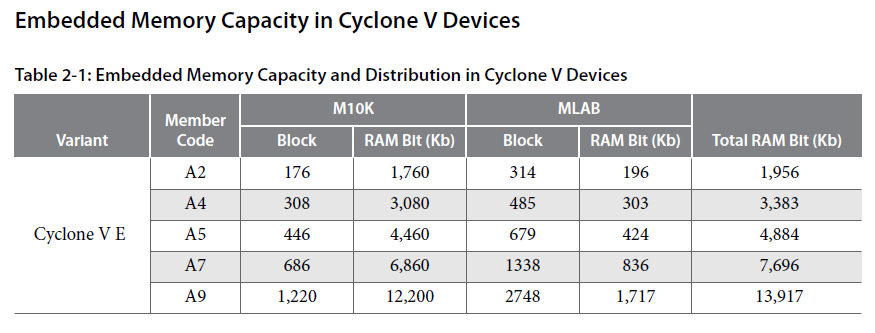 Embedded Memory Capacity in Cyclone V Devices
Table 2-1: Embedded Memory Capacity and Distribution in Cyclone V Devices
Variant Member Code M10K MLAB Total RAM Bit (Kb)
Block RAM Bit (Kb) Block RAM Bit (Kb)
Cyclone V E
A2 176 1,760 314 196 1,956
A4 308 3,080 485 303 3,383
A5 446 4,460 679 424 4,884
A7 686 6,860 1338 836 7,696
A9 1,220 12,200 2748 1,717 13,917